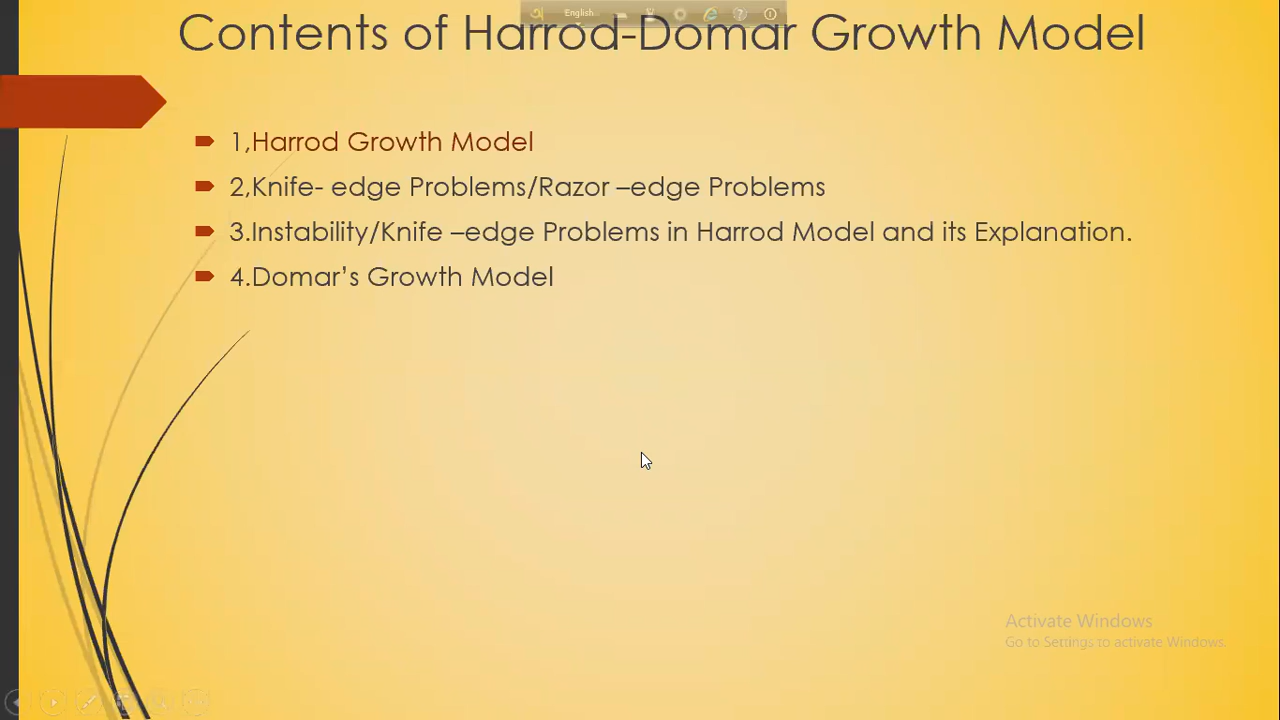 English
Contents of Harrod-Domar Growth Model
1,Harrod Growth Model
2,Knife- edge Problems/Razor –edge Problems
3.Instability/Knife –edge Problems in Harrod Model and its Explanation.
4.Domar’s Growth Model
Activate Windows
Go to Settings to activate Windows.